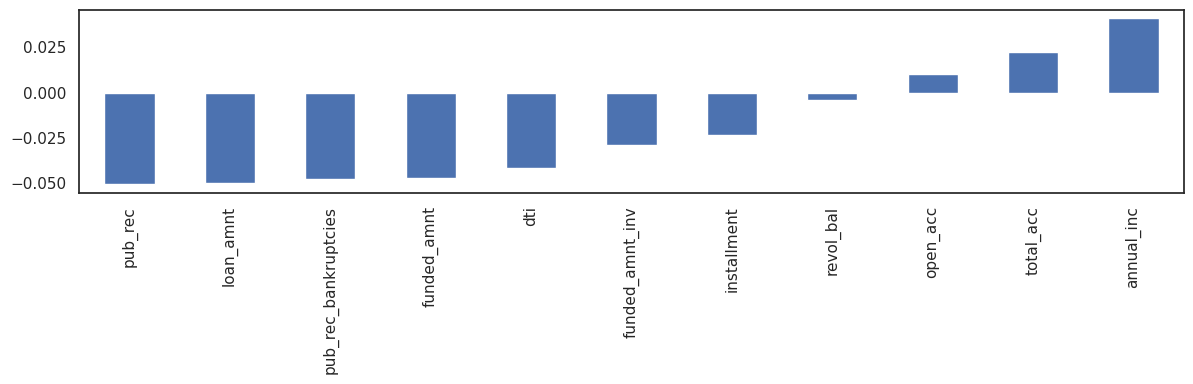 0.025
0.000
−0.025
−0.050
pub_rec
loan_amnt
pub_rec_bankruptcies
funded_amnt
dti
funded_amnt_inv
installment
revol_bal
open_acc
total_acc
annual_inc